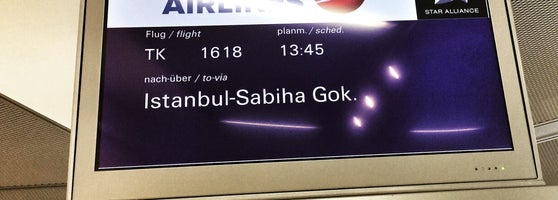 AIRLINES
STAR ALLIANCE
Flug / flight planm. / sched.
TK 1618 13:45
nach-über / to-via
Istanbul-Sabiha Gok.